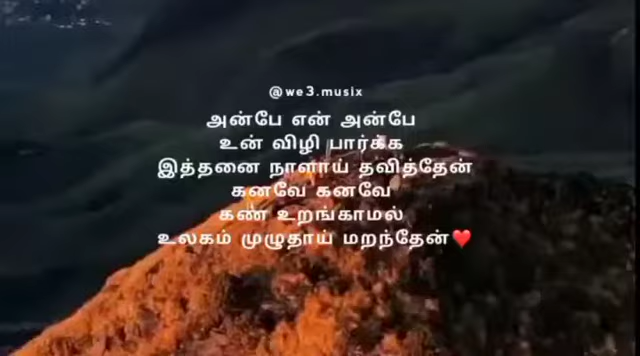 @we3.musix
அன்பே என் அன்பே
உன் விழி பார்க்க
இத்தனை நாளாய் தவித்தேன்
கனவே கனவே
கண் உறங்காமல்
உலகம் முழுதாய் மறந்தேன்❤️